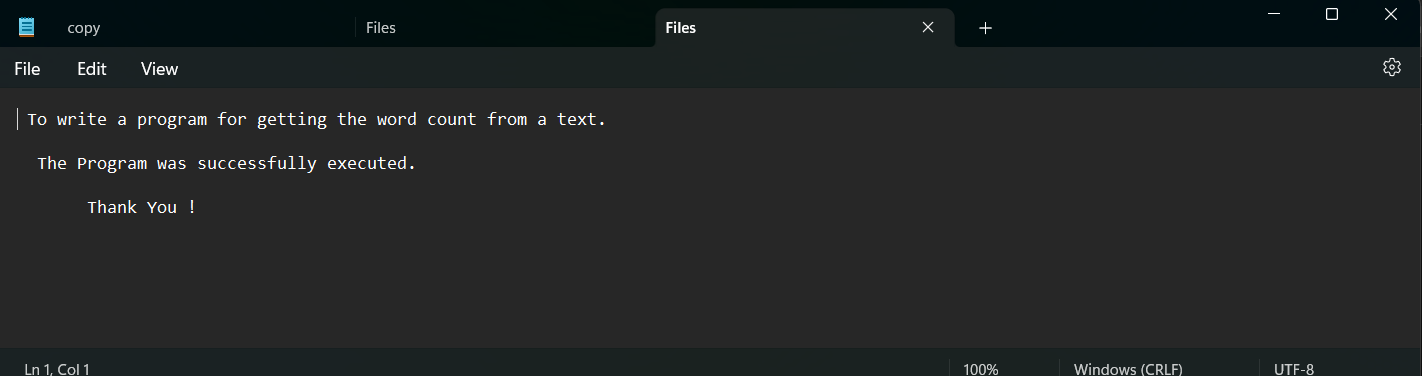 copy Files Files
File Edit View
To write a program for getting the word count from a text.
The Program was successfully executed.
Thank You !
Ln 1, Col 1 100% Windows (CRLF) UTF-8